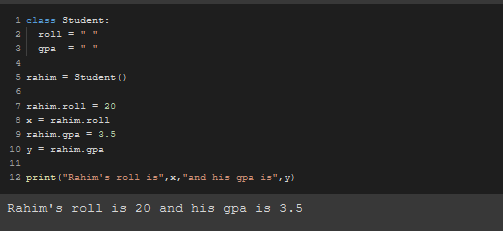 1 class Student:
2   roll = " "
3   gpa  = " "
4
5 rahim = Student()
6
7 rahim.roll = 20
8 x = rahim.roll
9 rahim.gpa = 3.5
10 y = rahim.gpa
11
12 print("Rahim's roll is",x,"and his gpa is",y)
Rahim's roll is 20 and his gpa is 3.5